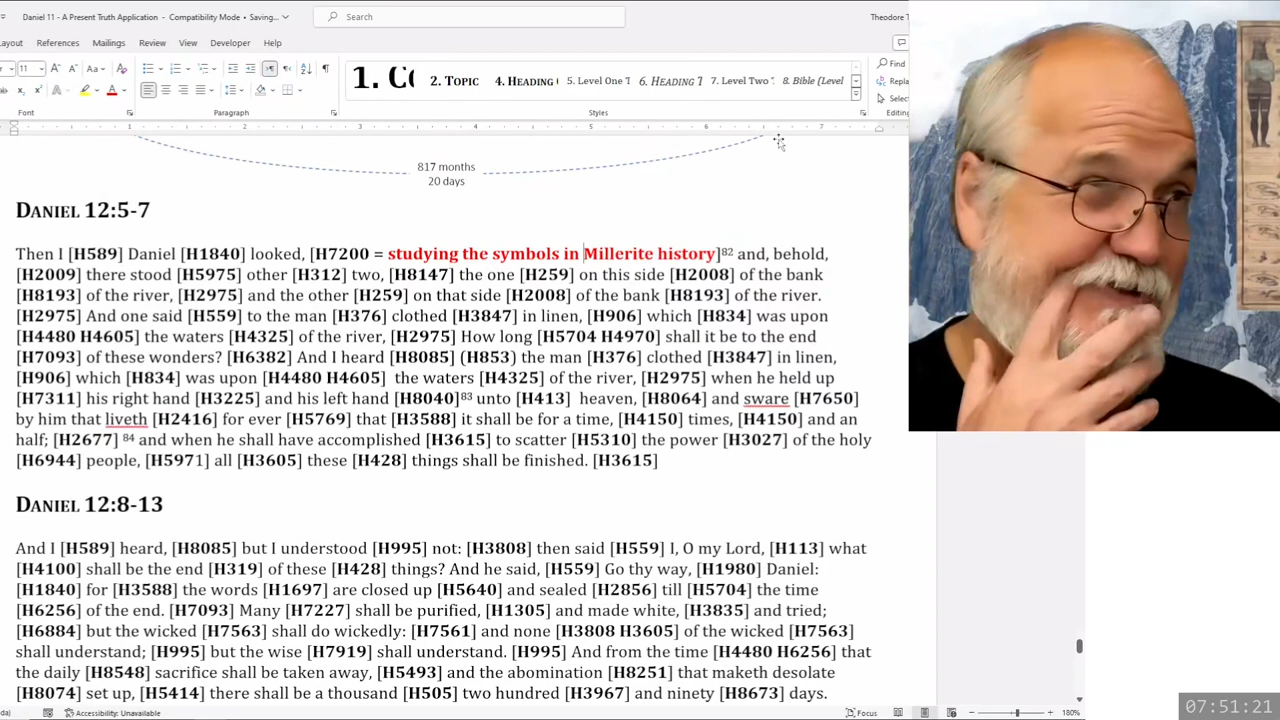 Daniel 11 - A Present Truth Application - Compatibility Mode - Saving...
Search
Layout References Mailings Review View Developer Help
11
Aa
1. Co 2. Topic 4. Heading 5. Level One T 6. Heading T 7. Level Two 8. Bible (Level
Find
Repla
Select
Font Paragraph Styles Editing
1 2 3 4 5 6 7
817 months
20 days
Daniel 12:5-7
Then I [H589] Daniel [H1840] looked, [H7200 = studying the symbols in Millerite history]82 and, behold,
[H2009] there stood [H5975] other [H312] two, [H8147] the one [H259] on this side [H2008] of the bank
[H8193] of the river, [H2975] and the other [H259] on that side [H2008] of the bank [H8193] of the river.
[H2975] And one said [H559] to the man [H376] clothed [H3847] in linen, [H906] which [H834] was upon
[H4480 H4605] the waters [H4325] of the river, [H2975] How long [H5704 H4970] shall it be to the end
[H7093] of these wonders? [H6382] And I heard [H8085] (H853) the man [H376] clothed [H3847] in linen,
[H906] which [H834] was upon [H4480 H4605] the waters [H4325] of the river, [H2975] when he held up
[H7311] his right hand [H3225] and his left hand [H8040]83 unto [H413] heaven, [H8064] and sware [H7650]
by him that liveth [H2416] for ever [H5769] that [H3588] it shall be for a time, [H4150] times, [H4150] and an
half; [H2677] 84 and when he shall have accomplished [H3615] to scatter [H5310] the power [H3027] of the holy
[H6944] people, [H5971] all [H3605] these [H428] things shall be finished. [H3615]
Daniel 12:8-13
And I [H589] heard, [H8085] but I understood [H995] not: [H3808] then said [H559] I, O my Lord, [H113] what
[H4100] shall be the end [H319] of these [H428] things? And he said, [H559] Go thy way, [H1980] Daniel:
[H1840] for [H3588] the words [H1697] are closed up [H5640] and sealed [H2856] till [H5704] the time
[H6256] of the end. [H7093] Many [H7227] shall be purified, [H1305] and made white, [H3835] and tried;
[H6884] but the wicked [H7563] shall do wickedly: [H7561] and none [H3808 H3605] of the wicked [H7563]
shall understand; [H995] but the wise [H7919] shall understand. [H995] And from the time [H4480 H6256] that
the daily [H8548] sacrifice shall be taken away, [H5493] and the abomination [H8251] that maketh desolate
[H8074] set up, [H5414] there shall be a thousand [H505] two hundred [H3967] and ninety [H8673] days.
da) Accessibility: Unavailable Focus 180%
07:51:21